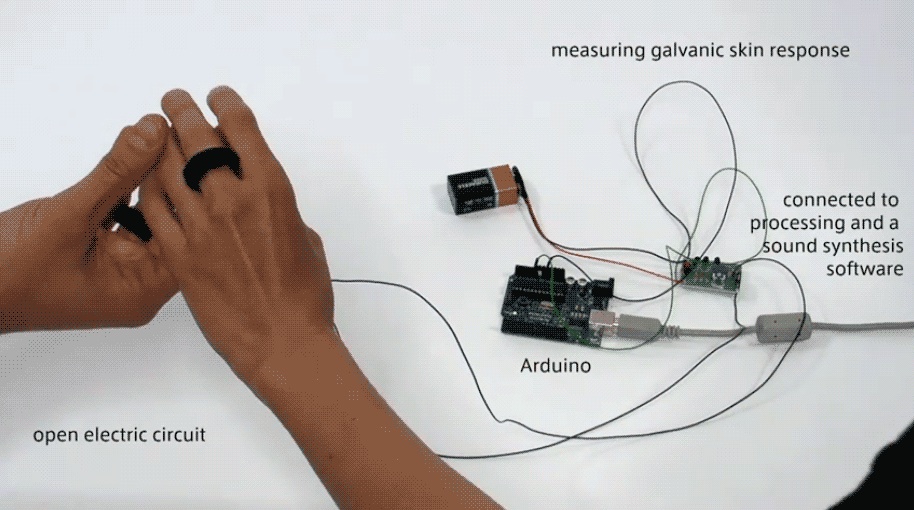 measuring galvanic skin response
connected to
processing and a
sound synthesis
software
Arduino
open electric circuit